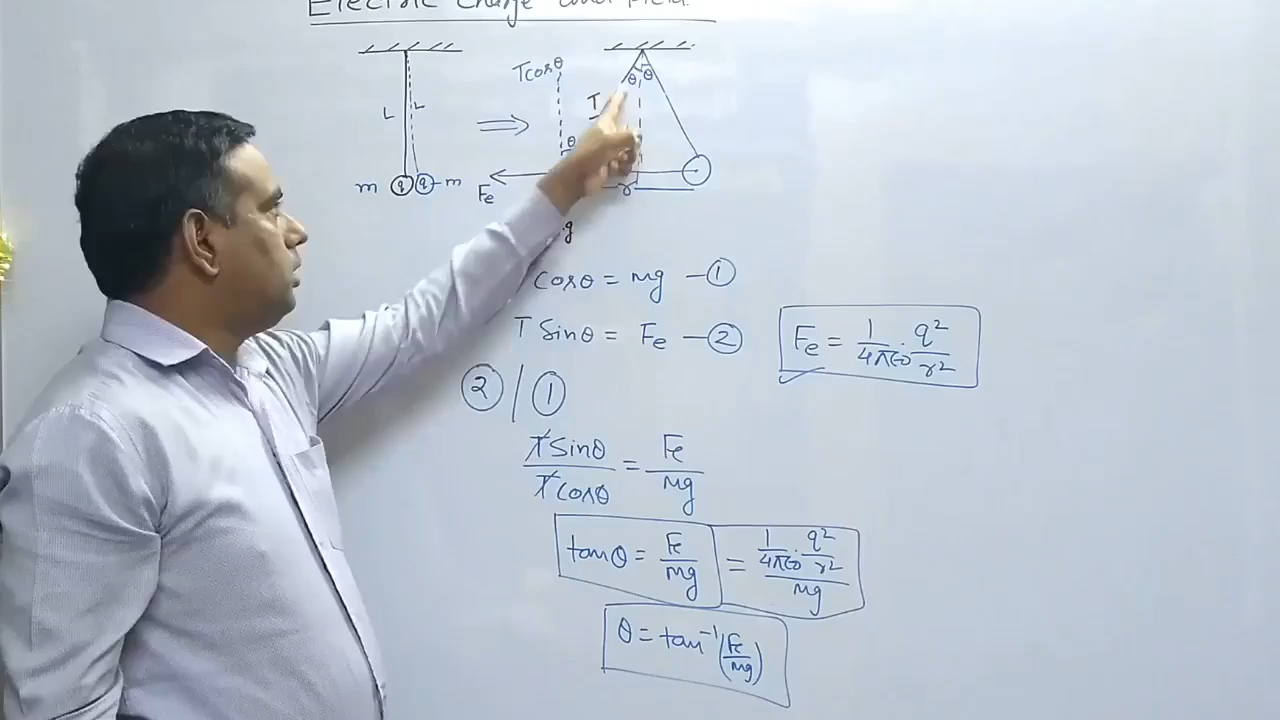 Electric Charge and Field
L L
m q q m
Tcosθ
T
θ θ
θ
Fe
r
g
cosθ = mg - ①
T Sinθ = Fe - ②
Fe = 1/4πε0 . q²/r²
② / ①
T Sinθ / T cosθ = Fe / mg
tanθ = Fe/mg = (1/4πε0 . q²/r²) / mg
θ = tan⁻¹ (Fe/mg)